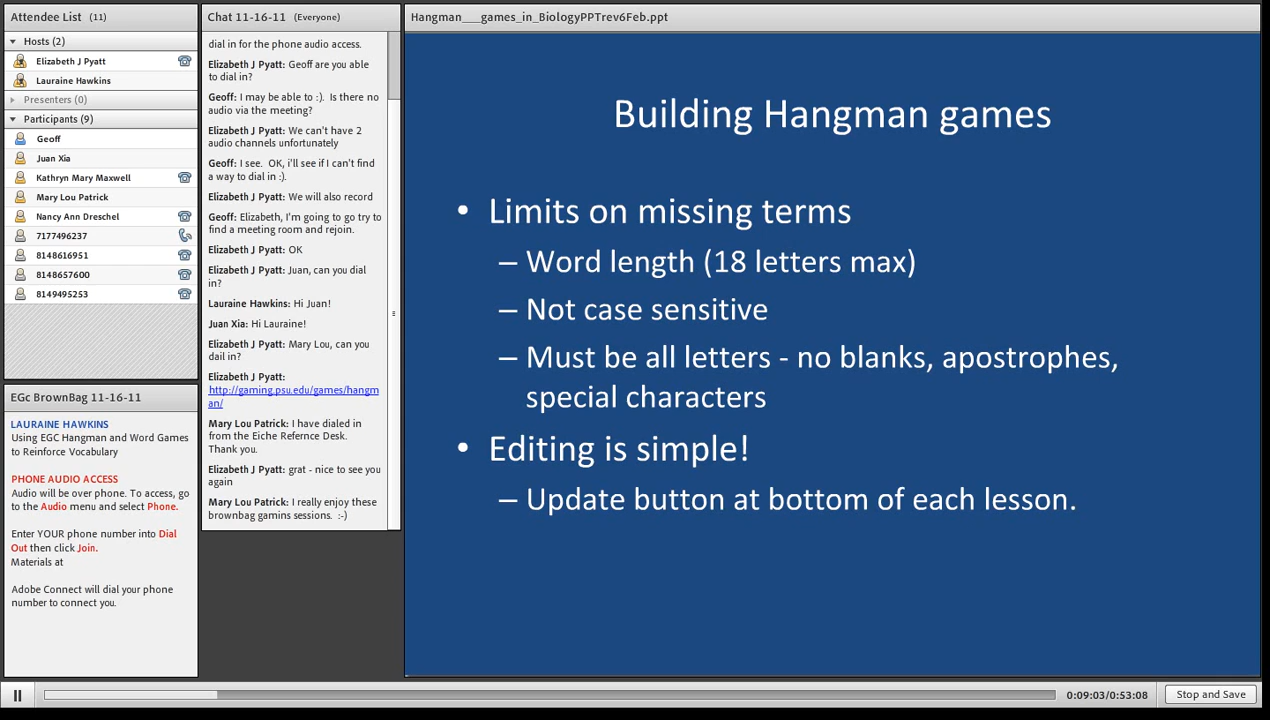 Attendee List (11)
Hosts (2)
Elizabeth J Pyatt
Lauraine Hawkins
Presenters (0)
Participants (9)
Geoff
Juan Xia
Kathryn Mary Maxwell
Mary Lou Patrick
Nancy Ann Dreschel
7177496237
8148616951
8148657600
8149495253
EGc BrownBag 11-16-11
LAURAINE HAWKINS
Using EGC Hangman and Word Games
to Reinforce Vocabulary
PHONE AUDIO ACCESS
Audio will be over phone. To access, go
to the Audio menu and select Phone.
Enter YOUR phone number into Dial
Out then click Join.
Materials at
Adobe Connect will dial your phone
number to connect you.
Chat 11-16-11 (Everyone)
dial in for the phone audio access.
Elizabeth J Pyatt: Geoff are you able
to dial in?
Geoff: I may be able to :). Is there no
audio via the meeting?
Elizabeth J Pyatt: We can't have 2
audio channels unfortunately
Geoff: I see. OK, i'll see if I can't find
a way to dial in :).
Elizabeth J Pyatt: We will also record
Geoff: Elizabeth, I'm going to go try to
find a meeting room and rejoin.
Elizabeth J Pyatt: OK
Elizabeth J Pyatt: Juan, can you dial
in?
Lauraine Hawkins: Hi Juan!
Juan Xia: Hi Lauraine!
Elizabeth J Pyatt: Mary Lou, can you
dail in?
Elizabeth J Pyatt:
http://gaming.psu.edu/games/hangm
an/
Mary Lou Patrick: I have dialed in
from the Eiche Refernce Desk.
Thank you.
Elizabeth J Pyatt: grat - nice to see you
again
Mary Lou Patrick: I really enjoy these
brownbag gamins sessions. :-)
Hangman___games_in_BiologyPPTrev6Feb.ppt
Building Hangman games
• Limits on missing terms
– Word length (18 letters max)
– Not case sensitive
– Must be all letters - no blanks, apostrophes,
special characters
• Editing is simple!
– Update button at bottom of each lesson.
0:09:03/0:53:08
Stop and Save